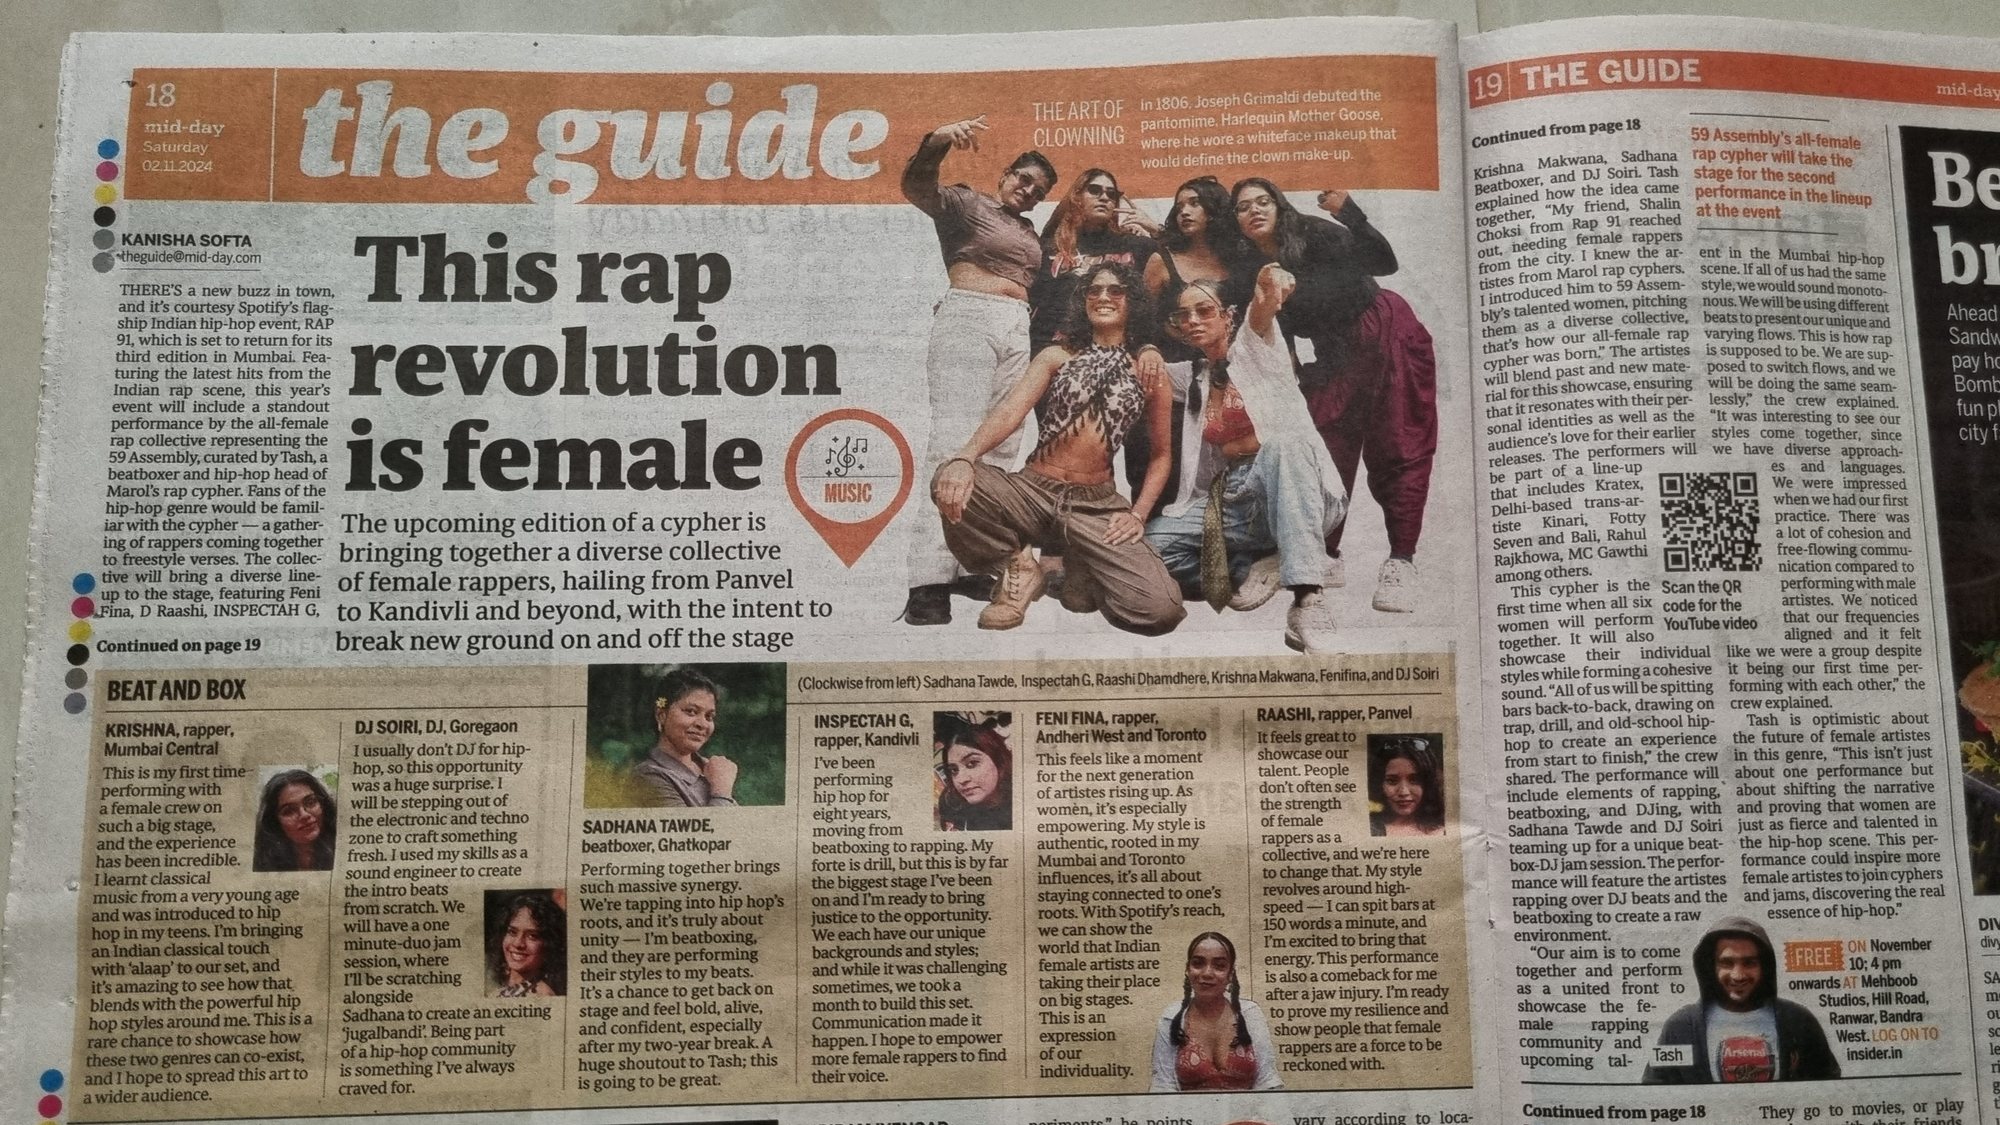 18
mid-day
Saturday
02.11.2024
the guide
THE ART OF
CLOWNING
In 1806, Joseph Grimaldi debuted the
pantomime, Harlequin Mother Goose,
where he wore a whiteface makeup that
would define the clown make-up.
KANISHA SOFTA
theguide@mid-day.com
THERE'S a new buzz in town,
and it's courtesy Spotify's flag-
ship Indian hip-hop event, RAP
91, which is set to return for its
third edition in Mumbai. Fea-
turing the latest hits from the
Indian rap scene, this year's
event will include a standout
performance by the all-female
rap collective representing the
59 Assembly, curated by Tash, a
beatboxer and hip-hop head of
Marol's rap cypher. Fans of the
hip-hop genre would be famil-
iar with the cypher — a gather-
ing of rappers coming together
to freestyle verses. The collec-
tive will bring a diverse line-
up to the stage, featuring Feni
Fina, D Raashi, INSPECTAH G,
Continued on page 19
This rap
revolution
is female
MUSIC
The upcoming edition of a cypher is
bringing together a diverse collective
of female rappers, hailing from Panvel
to Kandivli and beyond, with the intent to
break new ground on and off the stage
(Clockwise from left) Sadhana Tawde, Inspectah G, Raashi Dhamdhere, Krishna Makwana, Fenifina, and DJ Soiri
BEAT AND BOX
KRISHNA, rapper,
Mumbai Central
This is my first time
performing with
a female crew on
such a big stage,
and the experience
has been incredible.
I learnt classical
music from a very young age
and was introduced to hip
hop in my teens. I'm bringing
an Indian classical touch
with 'alaap' to our set, and
it's amazing to see how that
blends with the powerful hip
hop styles around me. This is a
rare chance to showcase how
these two genres can co-exist,
and I hope to spread this art to
a wider audience.
DJ SOIRI, DJ, Goregaon
I usually don't DJ for hip-
hop, so this opportunity
was a huge surprise. I
will be stepping out of
the electronic and techno
zone to craft something
fresh. I used my skills as a
sound engineer to create
the intro beats
from scratch. We
will have a one
minute-duo jam
session, where
I'll be scratching
alongside
Sadhana to create an exciting
'jugalbandi'. Being part
of a hip-hop community
is something I've always
craved for.
SADHANA TAWDE,
beatboxer, Ghatkopar
Performing together brings
such massive synergy.
We're tapping into hip hop's
roots, and it's truly about
unity — I'm beatboxing,
and they are performing
their styles to my beats.
It's a chance to get back on
stage and feel bold, alive,
and confident, especially
after my two-year break. A
huge shoutout to Tash; this
is going to be great.
INSPECTAH G,
rapper, Kandivli
I've been
performing
hip hop for
eight years,
moving from
beatboxing to rapping. My
forte is drill, but this is by far
the biggest stage I've been
on and I'm ready to bring
justice to the opportunity.
We each have our unique
backgrounds and styles;
and while it was challenging
sometimes, we took a
month to build this set.
Communication made it
happen. I hope to empower
more female rappers to find
their voice.
FENI FINA, rapper,
Andheri West and Toronto
This feels like a moment
for the next generation
of artistes rising up. As
women, it's especially
empowering. My style is
authentic, rooted in my
Mumbai and Toronto
influences, it's all about
staying connected to one's
roots. With Spotify's reach,
we can show the
world that Indian
female artists are
taking their place
on big stages.
This is an
expression
of our
individuality.
RAASHI, rapper, Panvel
It feels great to
showcase our
talent. People
don't often see
the strength
of female
rappers as a
collective, and we're here
to change that. My style
revolves around high-
speed — I can spit bars at
150 words a minute, and
I'm excited to bring that
energy. This performance
is also a comeback for me
after a jaw injury. I'm ready
to prove my resilience and
show people that female
rappers are a force to be
reckoned with.
vary according to loca-
19 THE GUIDE
mid-day
Continued from page 18
Krishna Makwana, Sadhana
Beatboxer, and DJ Soiri. Tash
explained how the idea came
together, "My friend, Shalin
Choksi from Rap 91 reached
out, needing female rappers
from the city. I knew the ar-
tistes from Marol rap cyphers.
I introduced him to 59 Assem-
bly's talented women, pitching
them as a diverse collective,
that's how our all-female rap
cypher was born." The artistes
will blend past and new mate-
rial for this showcase, ensuring
that it resonates with their per-
sonal identities as well as the
audience's love for their earlier
releases. The performers will
be part of a line-up
that includes Kratex,
Delhi-based trans-ar-
tiste Kinari, Fotty
Seven and Bali, Rahul
Rajkhowa, MC Gawthi
among others.
This cypher is the
first time when all six
women will perform
together. It will also
showcase their individual
styles while forming a cohesive
sound. "All of us will be spitting
bars back-to-back, drawing on
trap, drill, and old-school hip-
hop to create an experience
from start to finish," the crew
shared. The performance will
include elements of rapping,
beatboxing, and DJing, with
Sadhana Tawde and DJ Soiri
teaming up for a unique beat-
box-DJ jam session. The perfor-
mance will feature the artistes
rapping over DJ beats and the
beatboxing to create a raw
environment.
"Our aim is to come
together and perform
as a united front to
showcase the fe-
male rapping
community and
upcoming tal-
59 Assembly's all-female
rap cypher will take the
stage for the second
performance in the lineup
at the event
ent in the Mumbai hip-hop
scene. If all of us had the same
style, we would sound monoto-
nous. We will be using different
beats to present our unique and
varying flows. This is how rap
is supposed to be. We are sup-
posed to switch flows, and we
will be doing the same seam-
lessly," the crew explained.
"It was interesting to see our
styles come together, since
we have diverse approach-
es and languages.
We were impressed
when we had our first
practice. There was
a lot of cohesion and
free-flowing commu-
nication compared to
performing with male
artistes. We noticed
that our frequencies
aligned and it felt
like we were a group despite
it being our first time per-
forming with each other," the
crew explained.
Tash is optimistic about
the future of female artistes
in this genre, "This isn't just
about one performance but
about shifting the narrative
and proving that women are
just as fierce and talented in
the hip-hop scene. This per-
formance could inspire more
female artistes to join cyphers
and jams, discovering the real
essence of hip-hop."
Scan the QR
code for the
YouTube video
Tash
Arsenal
FREE
ON November
10; 4 pm
onwards AT Mehboob
Studios, Hill Road,
Ranwar, Bandra
West. LOG ON TO
insider.in
Continued from page 18
They go to movies, or play
Be
br
Ahead
Sandw
pay ho
Bomb
fun pl
city f
DIV
divy